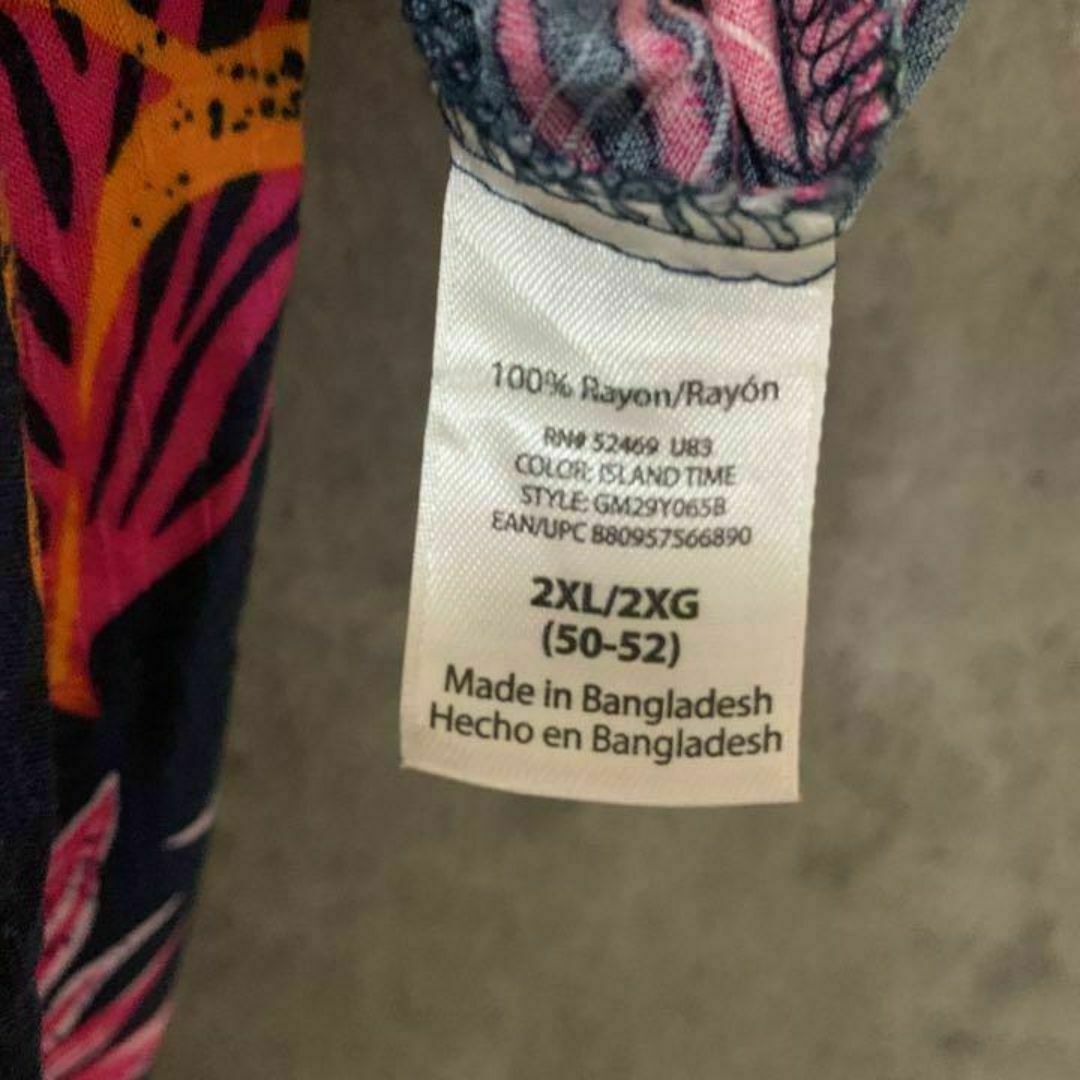 100% Rayon/Rayón
RN# 52469 U83
COLOR: ISLAND TIME
STYLE: GM29Y065B
EAN/UPC 880957566890
2XL/2XG
(50-52)
Made in Bangladesh
Hecho en Bangladesh